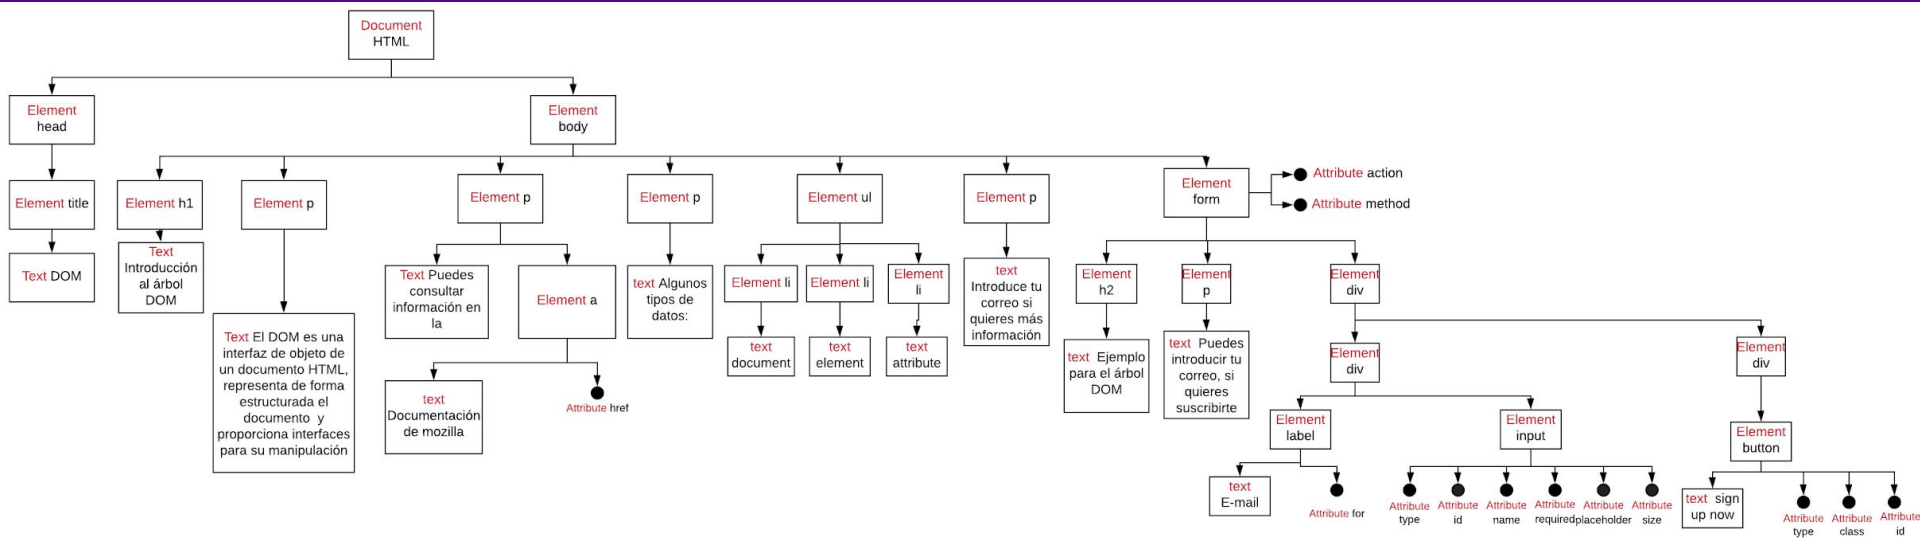 Document
HTML
Element
head
Element
body
Element title
Element h1
Element p
Element p
Element p
Element ul
Element p
Element
form
Attribute action
Attribute method
Text DOM
Text
Introducción
al árbol
DOM
Text El DOM es una
interfaz de objeto de
un documento HTML,
representa de forma
estructurada el
documento y
proporciona interfaces
para su manipulación
Text Puedes
consultar
información en
la
Element a
text
Documentación
de mozilla
Attribute href
text Algunos
tipos de
datos:
Element li
Element li
Element
li
text
document
text
element
text
attribute
text
Introduce tu
correo si
quieres más
información
Element
h2
Element
p
Element
div
text Ejemplo
para el árbol
DOM
text Puedes
introducir tu
correo, si
quieres
suscribirte
Element
div
Element
div
Element
label
Element
input
Element
button
text
E-mail
Attribute for
Attribute
type
Attribute
id
Attribute
name
Attribute
required
Attribute
placeholder
Attribute
size
text sign
up now
Attribute
type
Attribute
class
Attribute
id